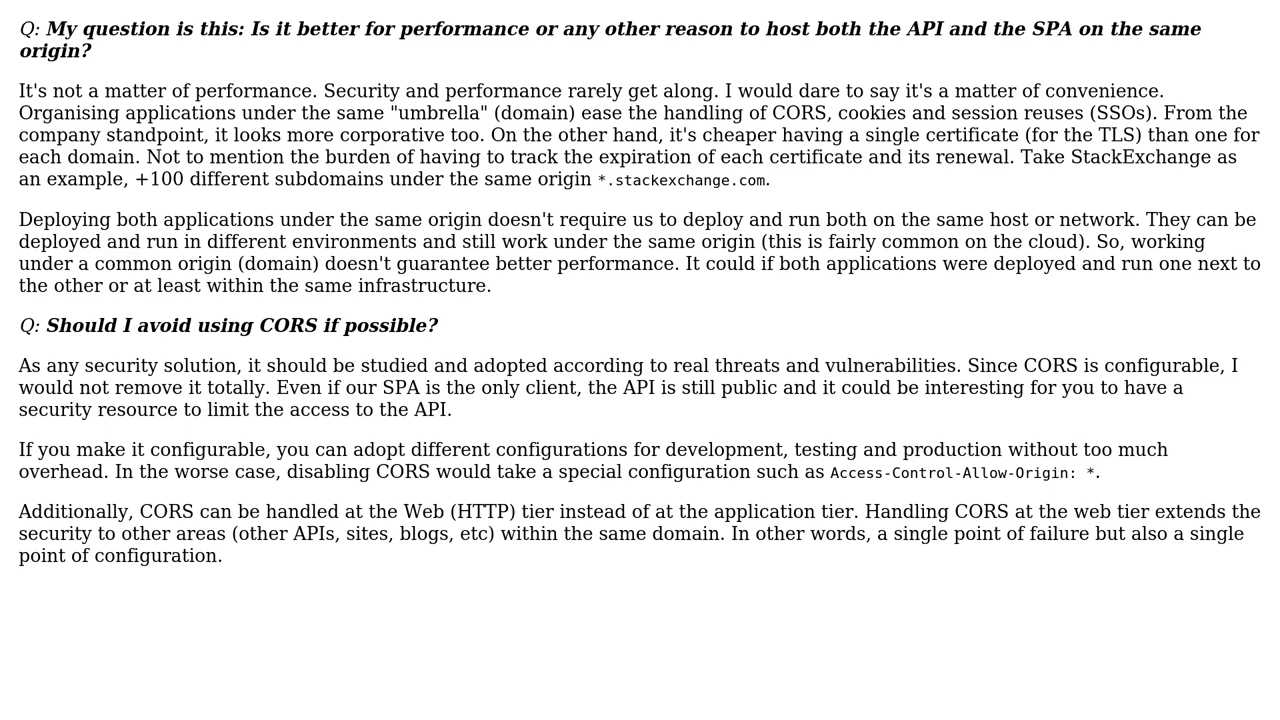 Q: My question is this: Is it better for performance or any other reason to host both the API and the SPA on the same
origin?
It's not a matter of performance. Security and performance rarely get along. I would dare to say it's a matter of convenience.
Organising applications under the same "umbrella" (domain) ease the handling of CORS, cookies and session reuses (SSOs). From the
company standpoint, it looks more corporative too. On the other hand, it's cheaper having a single certificate (for the TLS) than one for
each domain. Not to mention the burden of having to track the expiration of each certificate and its renewal. Take StackExchange as
an example, +100 different subdomains under the same origin *.stackexchange.com.
Deploying both applications under the same origin doesn't require us to deploy and run both on the same host or network. They can be
deployed and run in different environments and still work under the same origin (this is fairly common on the cloud). So, working
under a common origin (domain) doesn't guarantee better performance. It could if both applications were deployed and run one next to
the other or at least within the same infrastructure.
Q: Should I avoid using CORS if possible?
As any security solution, it should be studied and adopted according to real threats and vulnerabilities. Since CORS is configurable, I
would not remove it totally. Even if our SPA is the only client, the API is still public and it could be interesting for you to have a
security resource to limit the access to the API.
If you make it configurable, you can adopt different configurations for development, testing and production without too much
overhead. In the worse case, disabling CORS would take a special configuration such as Access-Control-Allow-Origin: *.
Additionally, CORS can be handled at the Web (HTTP) tier instead of at the application tier. Handling CORS at the web tier extends the
security to other areas (other APIs, sites, blogs, etc) within the same domain. In other words, a single point of failure but also a single
point of configuration.